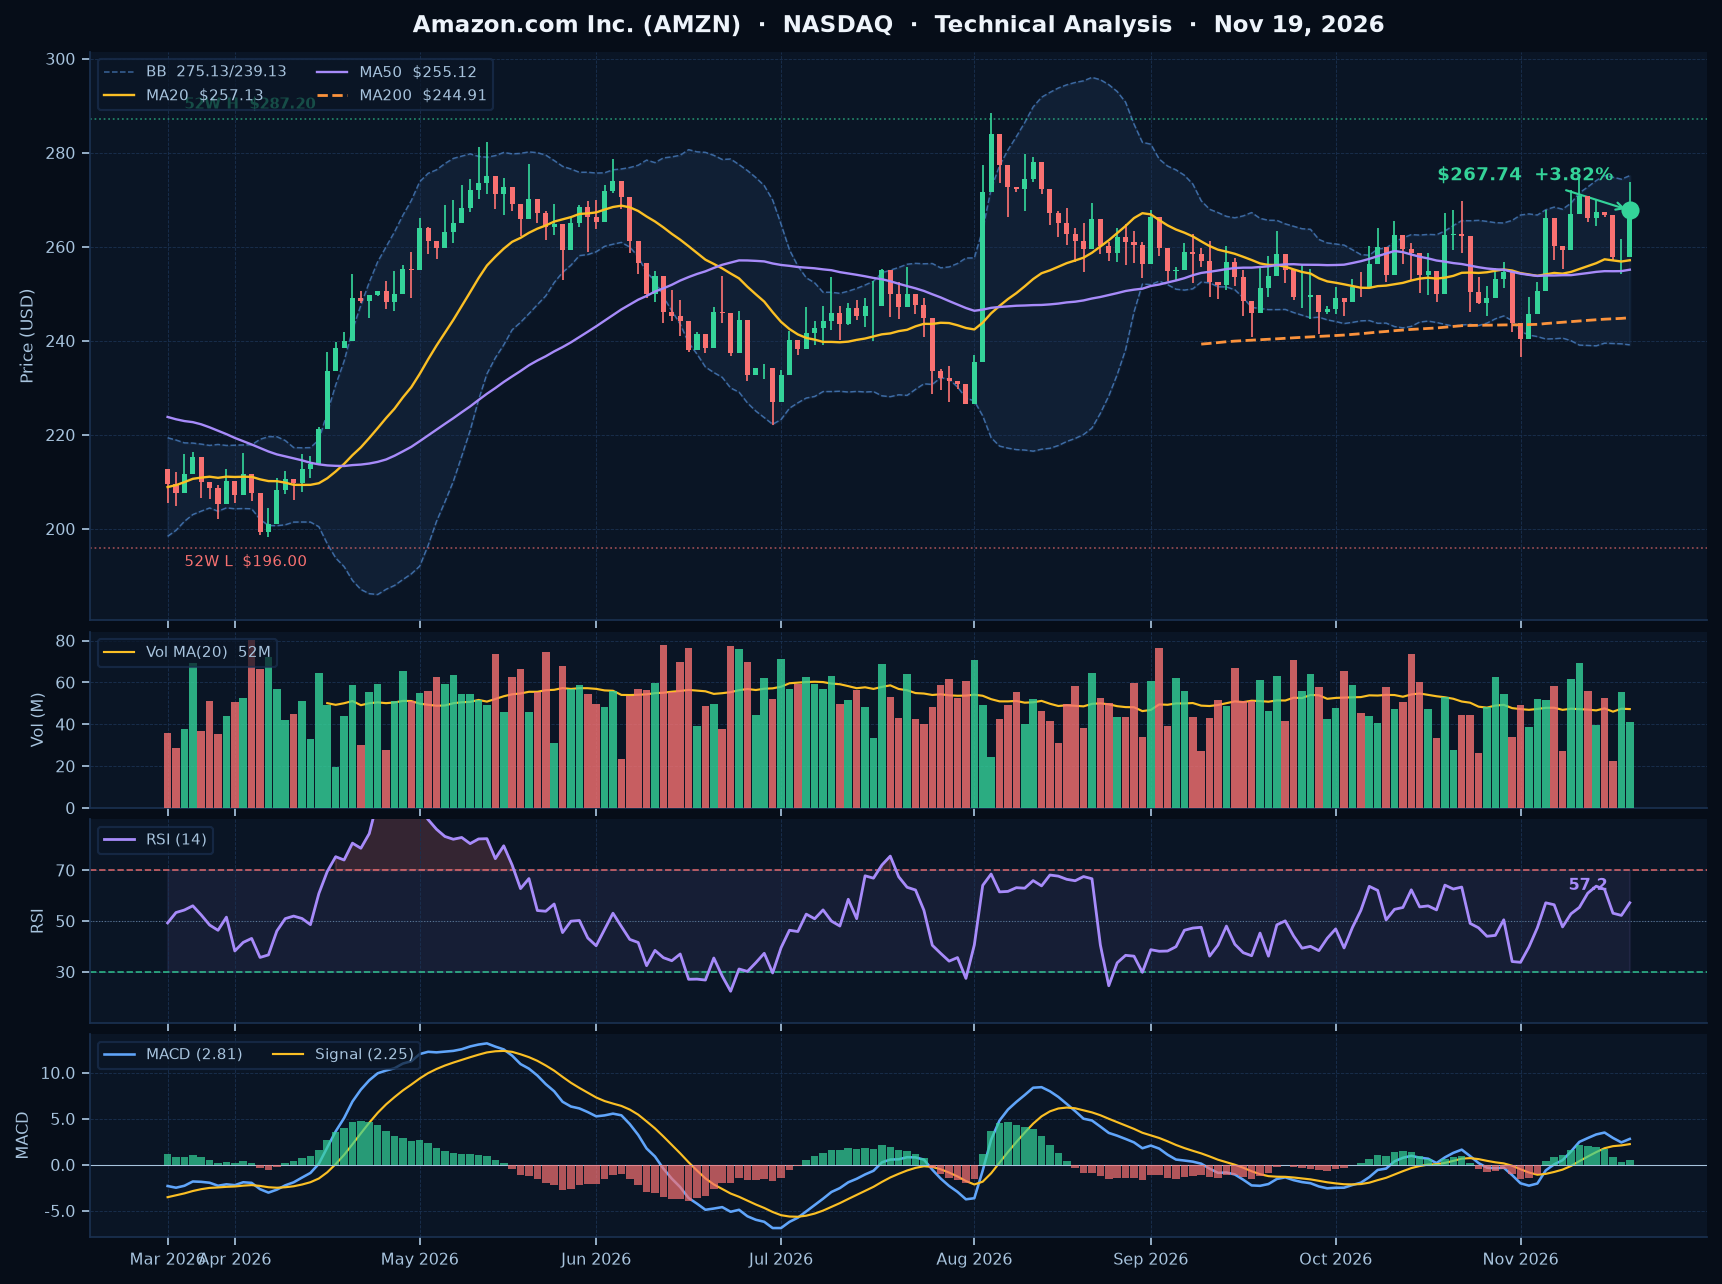 Amazon.com Inc. (AMZN)  ·  NASDAQ  ·  Technical Analysis  ·  Nov 19, 2026
BB  275.13/239.13
MA50  $255.12
MA20  $257.13
MA200  $244.91
52W H  $287.20
$267.74  +3.82%
52W L  $196.00
Price (USD)
300
280
260
240
220
200
Vol MA(20)  52M
Vol (M)
80
60
40
20
0
RSI (14)
57.2
RSI
70
50
30
MACD (2.81)
Signal (2.25)
MACD
10.0
5.0
0.0
-5.0
Mar 2026
Apr 2026
May 2026
Jun 2026
Jul 2026
Aug 2026
Sep 2026
Oct 2026
Nov 2026